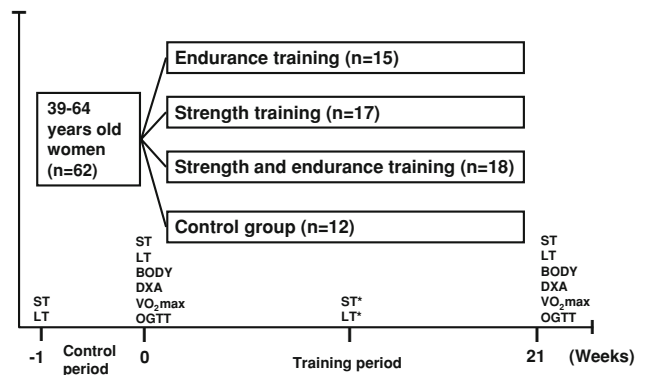 Endurance training (n=15)
39-64
years old
women
(n=62)
Strength training (n=17)
Strength and endurance training (n=18)
Control group (n=12)
ST
LT
ST
LT
BODY
DXA
VO₂max
OGTT
ST*
LT*
ST
LT
BODY
DXA
VO₂max
OGTT
-1
Control
period
0
Training period
21
(Weeks)